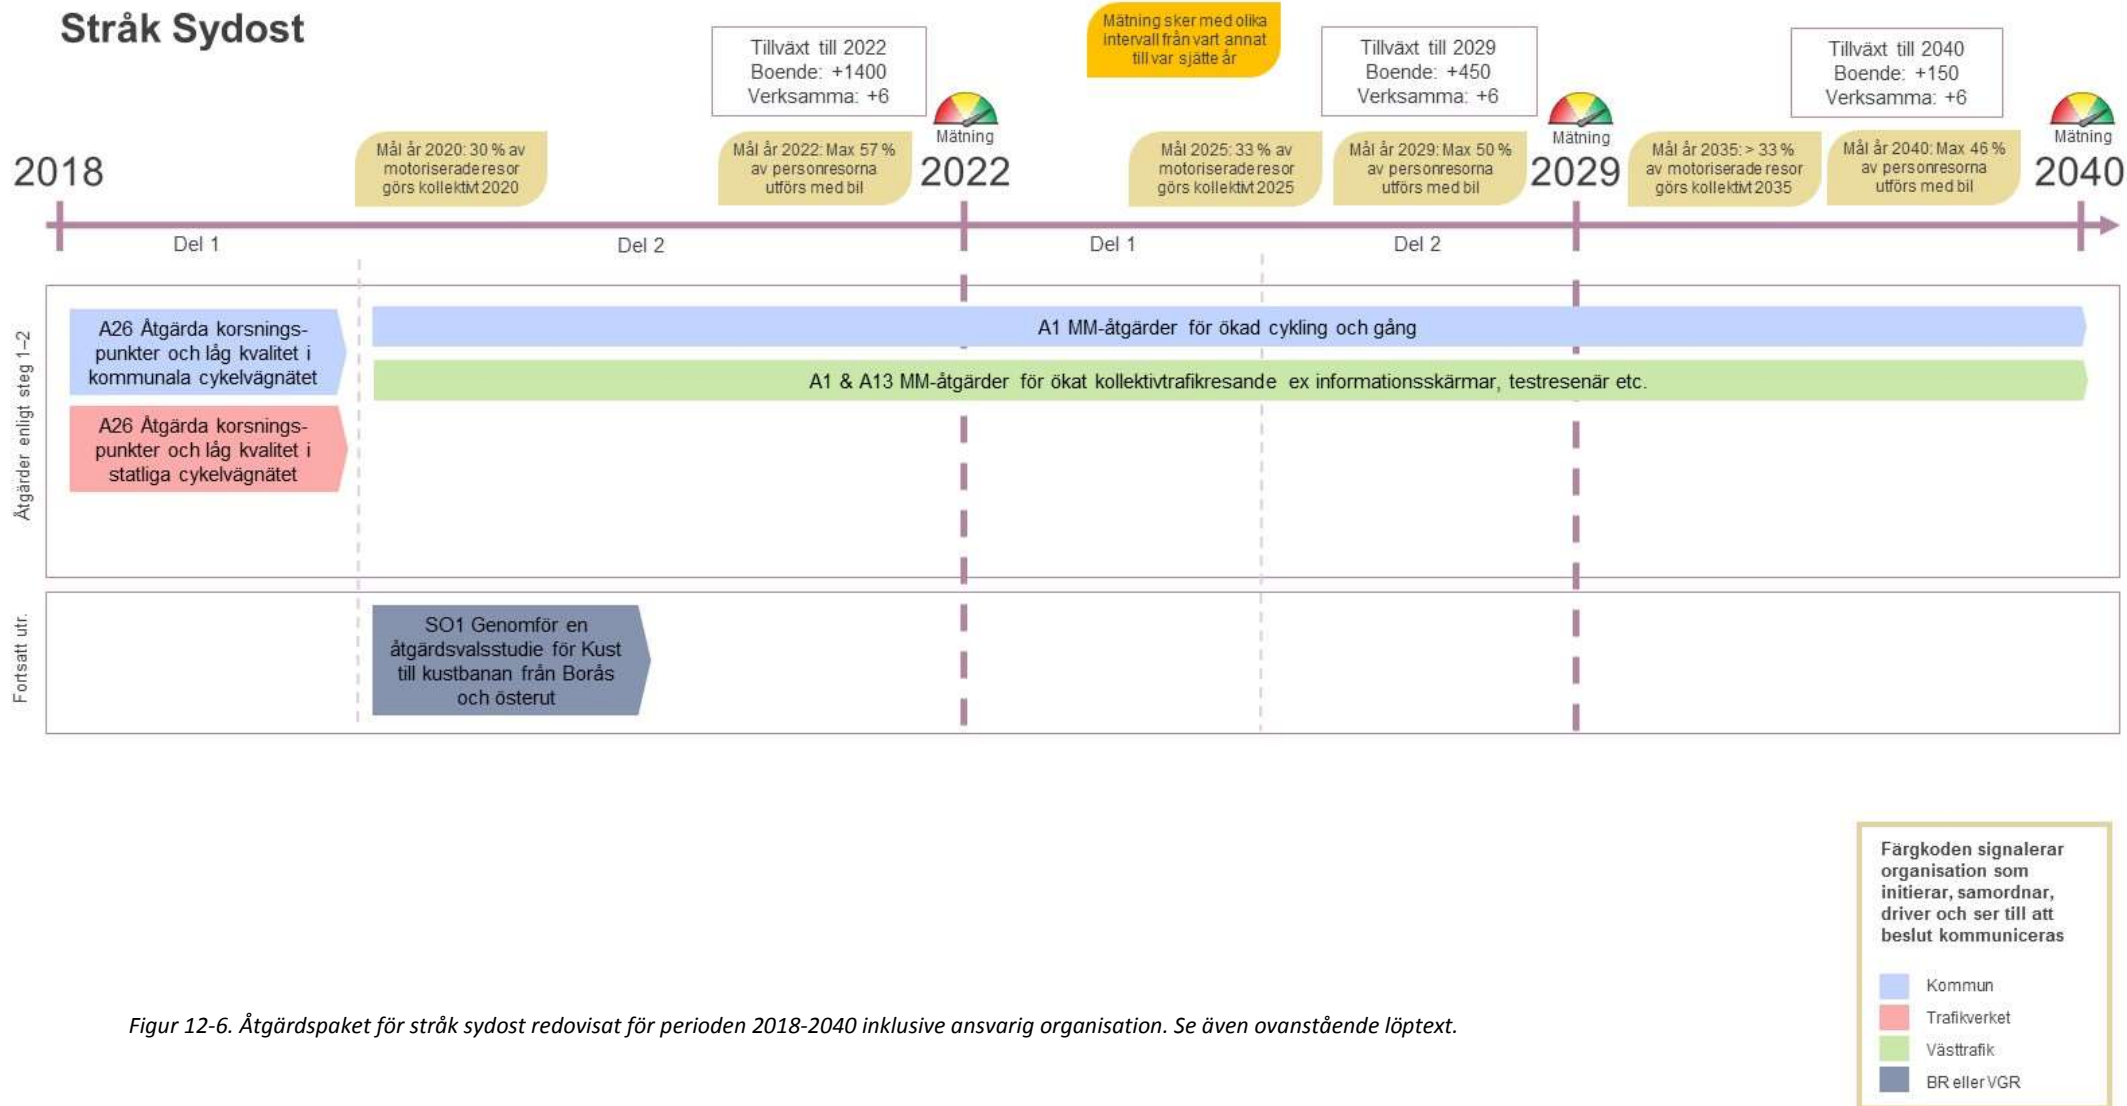 Stråk Sydost
Tillväxt till 2022
Boende: +1400
Verksamma: +6
Mätning sker med olika
intervall från vart annat
till var sjätte år
Tillväxt till 2029
Boende: +450
Verksamma: +6
Tillväxt till 2040
Boende: +150
Verksamma: +6
Mätning
Mätning
Mätning
2018
Mål år 2020: 30 % av
motoriserade resor
görs kollektivt 2020
Mål år 2022: Max 57 %
av personresorna
utförs med bil
2022
Mål 2025: 33 % av
motoriserade resor
görs kollektivt 2025
Mål år 2029: Max 50 %
av personresorna
utförs med bil
2029
Mål år 2035: > 33 %
av motoriserade resor
görs kollektivt 2035
Mål år 2040: Max 46 %
av personresorna
utförs med bil
2040
Del 1
Del 2
Del 1
Del 2
Åtgärder enligt steg 1–2
A26 Åtgärda korsnings-
punkter och låg kvalitet i
kommunala cykelvägnätet
A1 MM-åtgärder för ökad cykling och gång
A1 & A13 MM-åtgärder för ökat kollektivtrafikresande ex informationsskärmar, testresenär etc.
A26 Åtgärda korsnings-
punkter och låg kvalitet i
statliga cykelvägnätet
Fortsatt utr.
SO1 Genomför en
åtgärdsvalsstudie för Kust
till kustbanan från Borås
och österut
Färgkoden signalerar
organisation som
initierar, samordnar,
driver och ser till att
beslut kommuniceras
Kommun
Trafikverket
Västtrafik
BR eller VGR
Figur 12-6. Åtgärdspaket för stråk sydost redovisat för perioden 2018-2040 inklusive ansvarig organisation. Se även ovanstående löptext.